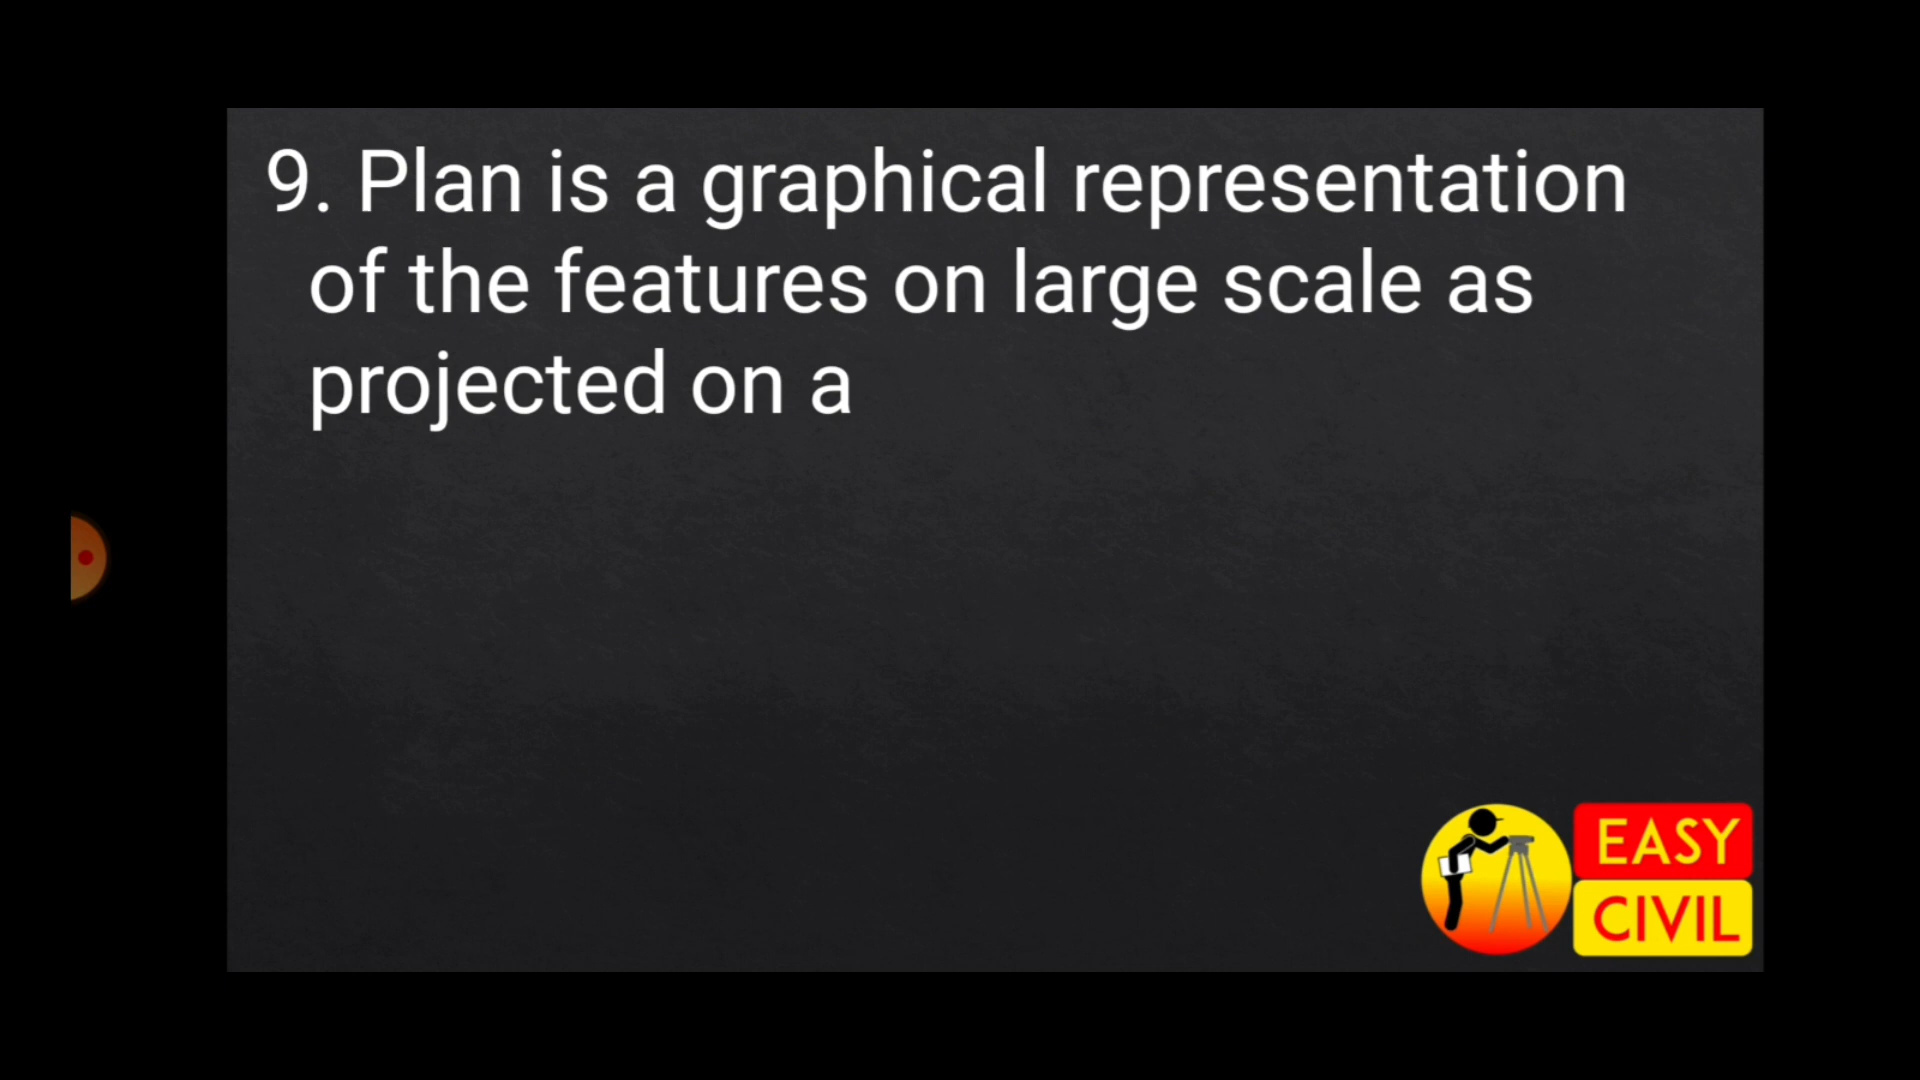 9. Plan is a graphical representation
of the features on large scale as
projected on a
EASY
CIVIL